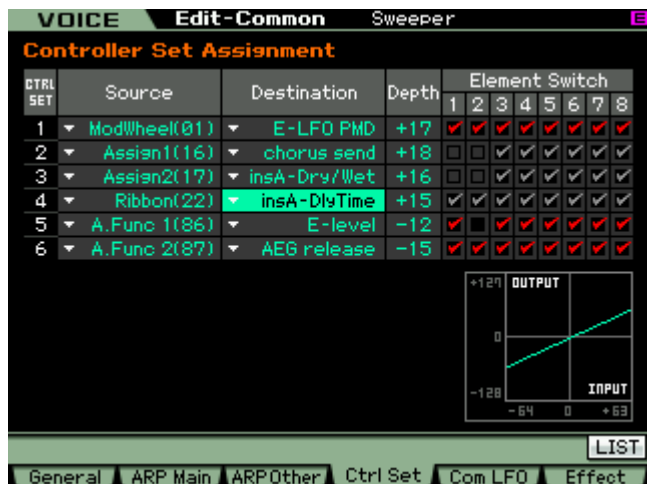 VOICE Edit-Common Sweeper E
Controller Set Assignment
CTRL SET Source Destination Depth Element Switch
1 2 3 4 5 6 7 8
1 ModWheel(01) E-LFO PMD +17
2 Assign1(16) chorus send +18
3 Assign2(17) insA-Dry/Wet +16
4 Ribbon(22) insA-DlyTime +15
5 A.Func 1(86) E-level -12
6 A.Func 2(87) AEG release -15
+127 OUTPUT
0
-128 INPUT
-64 0 +63
LIST
General ARP Main ARP Other Ctrl Set Com LFO Effect